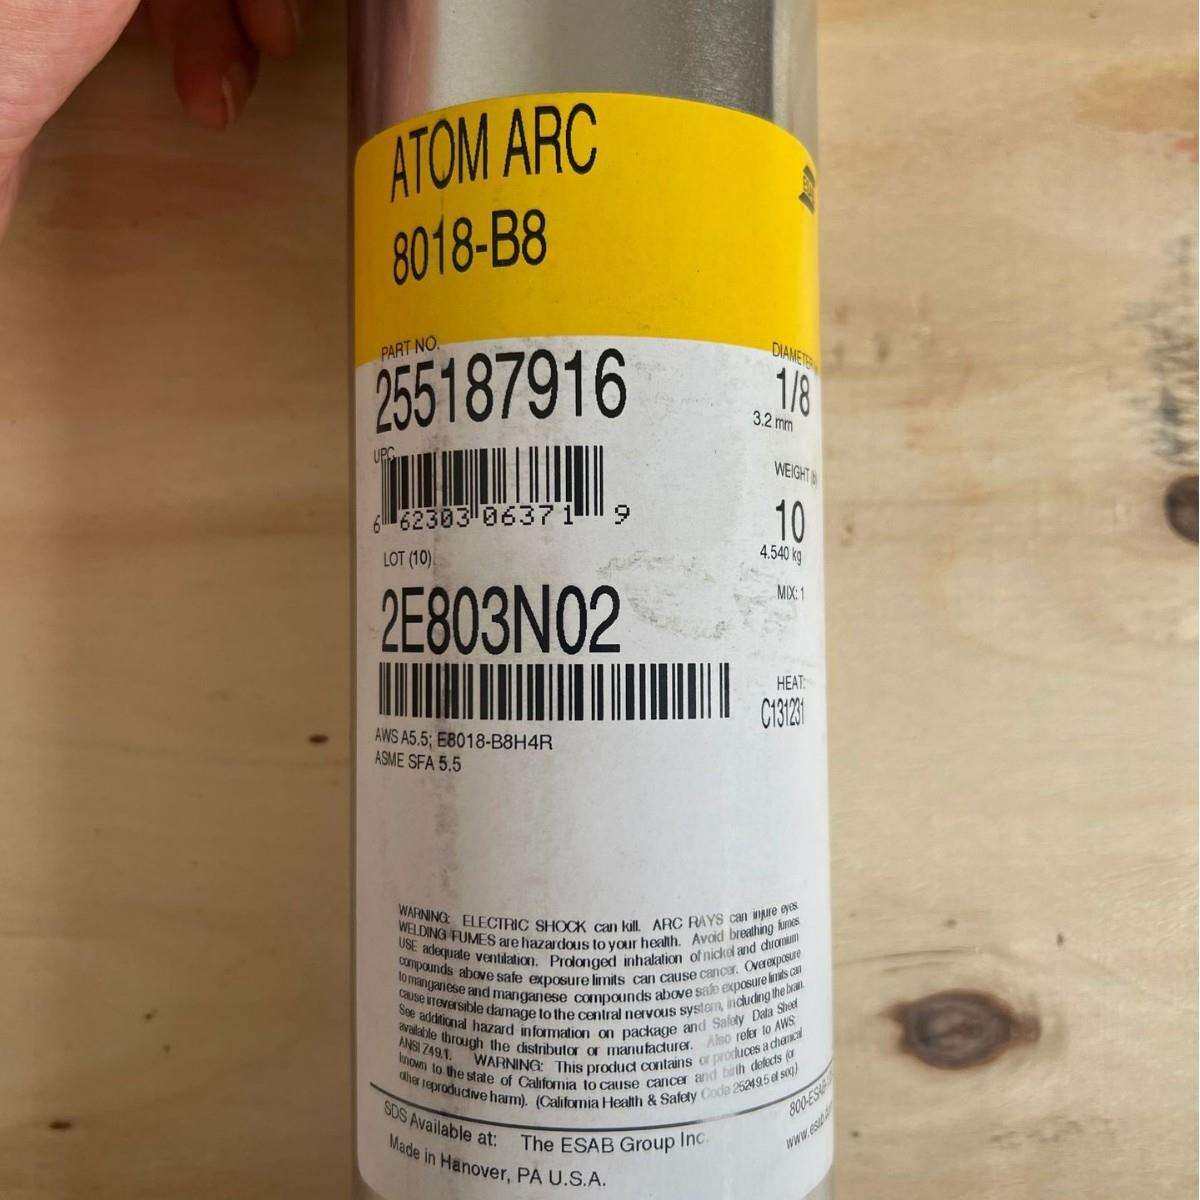 ATOM ARC
8018-B8
PART NO.
255187916
DIAMETER
1/8
3.2 mm
UPC
6 62303 06371 9
WEIGHT
10
4.540 kg
LOT (10)
2E803N02
MIX: 1
HEAT:
C131231
AWS A5.5; E8018-B8H4R
ASME SFA 5.5
WARNING: ELECTRIC SHOCK can kill. ARC RAYS can injure eyes.
WELDING FUMES are hazardous to your health. Avoid breathing fumes.
USE adequate ventilation. Prolonged inhalation of nickel and chromium
compounds above safe exposure limits can cause cancer. Overexposure
to manganese and manganese compounds above safe exposure limits can
cause irreversible damage to the central nervous system, including the brain.
See additional hazard information on package and Safety Data Sheet
available through the distributor or manufacturer. Also refer to AWS
ANSI Z49.1. WARNING: This product contains or produces a chemical
known to the state of California to cause cancer and birth defects (or
other reproductive harm). (California Health & Safety Code 25249.5 et seq.)
SDS Available at: The ESAB Group Inc.
800-ESAB
www.esab
Made in Hanover, PA U.S.A.